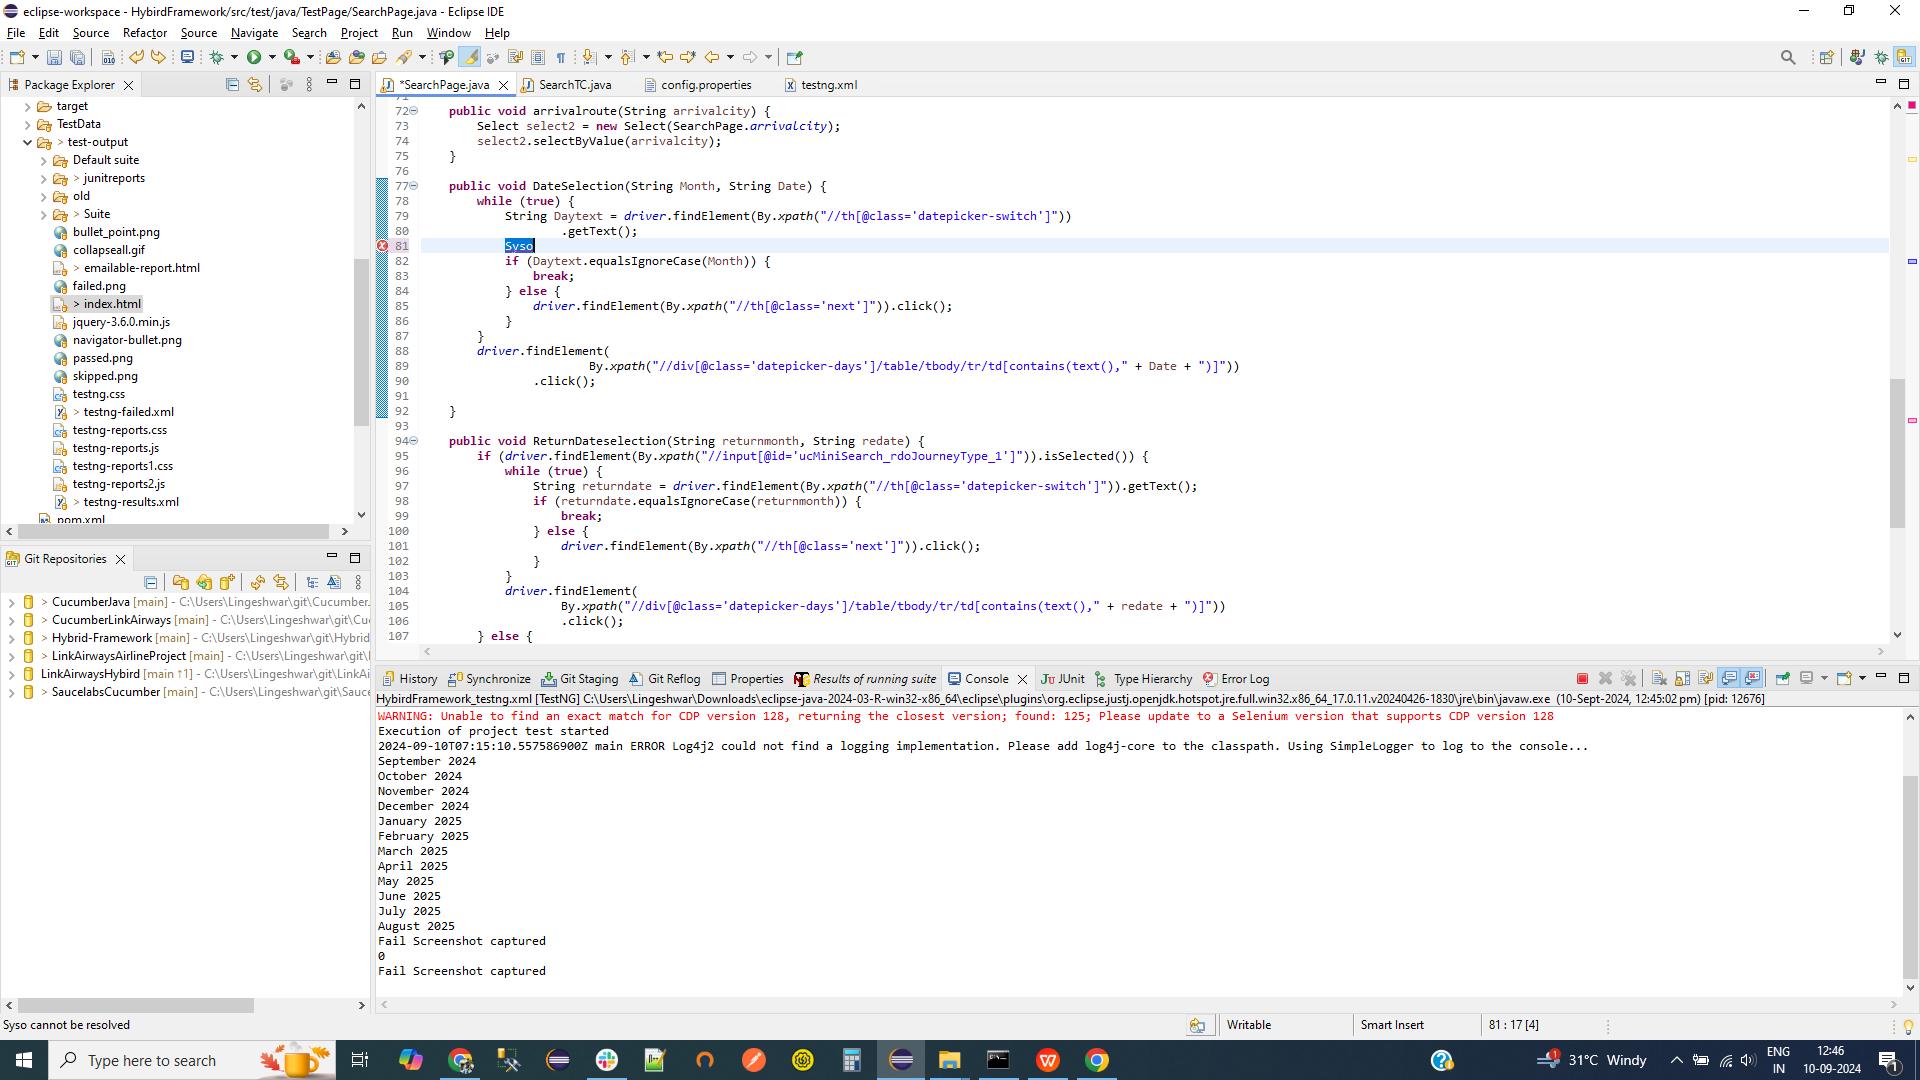 eclipse-workspace - HybirdFramework/src/test/java/TestPage/SearchPage.java - Eclipse IDE
File Edit Source Refactor Source Navigate Search Project Run Window Help
Package Explorer
target
TestData
> test-output
Default suite
> junitreports
old
> Suite
bullet_point.png
collapseall.gif
> emailable-report.html
failed.png
> index.html
jquery-3.6.0.min.js
navigator-bullet.png
passed.png
skipped.png
testng.css
> testng-failed.xml
testng-reports.css
testng-reports.js
testng-reports1.css
testng-reports2.js
> testng-results.xml
pom.xml
Git Repositories
> CucumberJava [main] - C:\Users\Lingeshwar\git\Cucumber.
> CucumberLinkAirways [main] - C:\Users\Lingeshwar\git\C
> Hybrid-Framework [main] - C:\Users\Lingeshwar\git\Hybrid
> LinkAirwaysAirlineProject [main] - C:\Users\Lingeshwar\git\
LinkAirwaysHybird [main ↑1] - C:\Users\Lingeshwar\git\LinkAi
> SaucelabsCucumber [main] - C:\Users\Lingeshwar\git\Sauce
*SearchPage.java SearchTC.java config.properties testng.xml
71
72 public void arrivalroute(String arrivalcity) {
73 Select select2 = new Select(SearchPage.arrivalcity);
74 select2.selectByValue(arrivalcity);
75 }
76
77 public void DateSelection(String Month, String Date) {
78 while (true) {
79 String Daytext = driver.findElement(By.xpath("//th[@class='datepicker-switch']"))
80 .getText();
81 Syso
82 if (Daytext.equalsIgnoreCase(Month)) {
83 break;
84 } else {
85 driver.findElement(By.xpath("//th[@class='next']")).click();
86 }
87 }
88 driver.findElement(
89 By.xpath("//div[@class='datepicker-days']/table/tbody/tr/td[contains(text()," + Date + ")]"))
90 .click();
91
92 }
93
94 public void ReturnDateselection(String returnmonth, String redate) {
95 if (driver.findElement(By.xpath("//input[@id='ucMiniSearch_rdoJourneyType_1']")).isSelected()) {
96 while (true) {
97 String returndate = driver.findElement(By.xpath("//th[@class='datepicker-switch']")).getText();
98 if (returndate.equalsIgnoreCase(returnmonth)) {
99 break;
100 } else {
101 driver.findElement(By.xpath("//th[@class='next']")).click();
102 }
103 }
104 driver.findElement(
105 By.xpath("//div[@class='datepicker-days']/table/tbody/tr/td[contains(text()," + redate + ")]"))
106 .click();
107 } else {
History Synchronize Git Staging Git Reflog Properties Results of running suite Console JUnit Type Hierarchy Error Log
HybirdFramework_testng.xml [TestNG] C:\Users\Lingeshwar\Downloads\eclipse-java-2024-03-R-win32-x86_64\eclipse\plugins\org.eclipse.justj.openjdk.hotspot.jre.full.win32.x86_64_17.0.11.v20240426-1830\jre\bin\javaw.exe (10-Sept-2024, 12:45:02 pm) [pid: 12676]
WARNING: Unable to find an exact match for CDP version 128, returning the closest version; found: 125; Please update to a Selenium version that supports CDP version 128
Execution of project test started
2024-09-10T07:15:10.557586900Z main ERROR Log4j2 could not find a logging implementation. Please add log4j-core to the classpath. Using SimpleLogger to log to the console...
September 2024
October 2024
November 2024
December 2024
January 2025
February 2025
March 2025
April 2025
May 2025
June 2025
July 2025
August 2025
Fail Screenshot captured
0
Fail Screenshot captured
Syso cannot be resolved Writable Smart Insert 81 : 17 [4]
Type here to search
31°C Windy
ENG
IN
12:46
10-09-2024
1